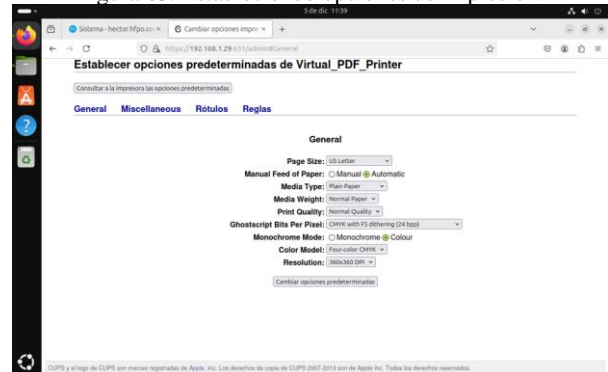 5 de dic 11:39
Sistema - hector.hfpo.co
Cambiar opciones impre
https://192.168.1.29:631/admin#General
Establecer opciones predeterminadas de Virtual_PDF_Printer
Consultar a la impresora las opciones predeterminadas
General Miscellaneous Rótulos Reglas
General
Page Size: US Letter
Manual Feed of Paper: Manual Automatic
Media Type: Plain Paper
Media Weight: Normal Paper
Print Quality: Normal Quality
Ghostscript Bits Per Pixel: CMYK with FS dithering (24 bpp)
Monochrome Mode: Monochrome Colour
Color Model: Four-color CMYK
Resolution: 360x360 DPI
Cambiar opciones predeterminadas
CUPS y el logo de CUPS son marcas registradas de Apple, Inc. Los derechos de copia de CUPS 2007-2013 son de Apple Inc. Todos los derechos reservados.